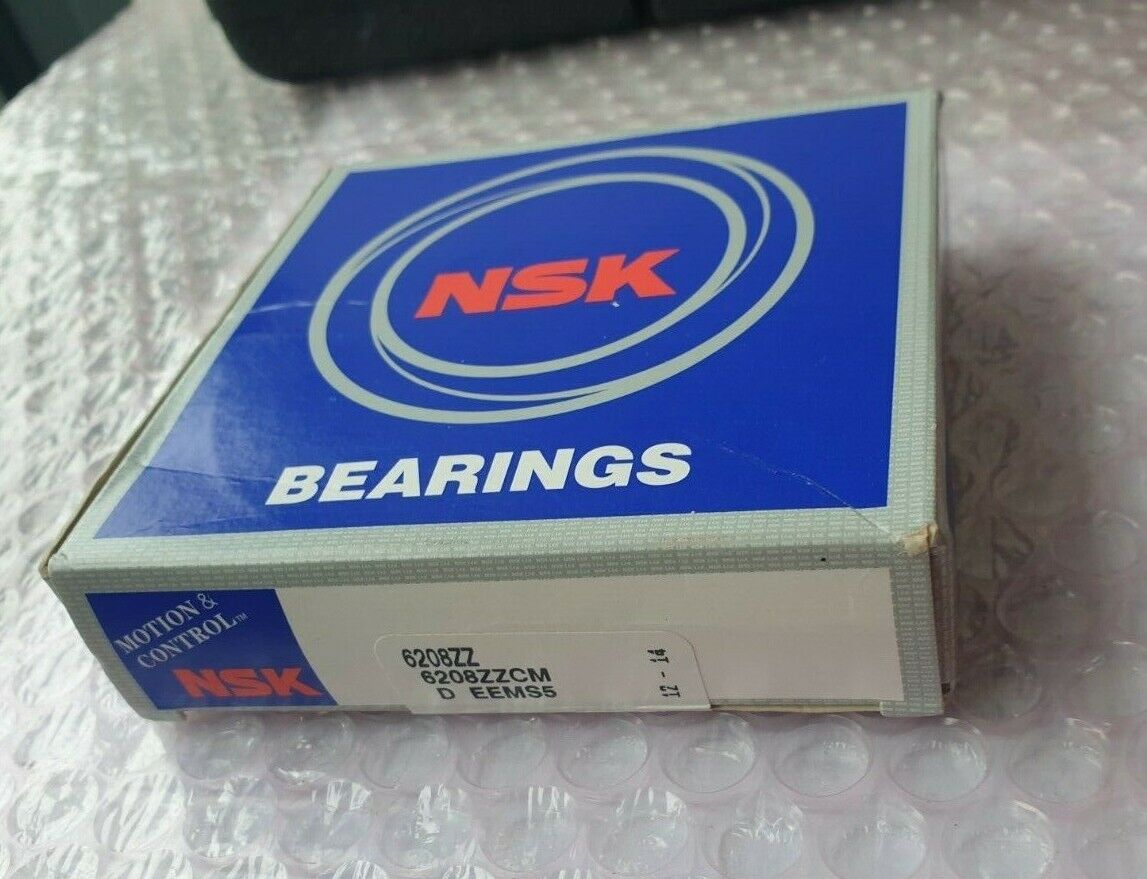 NSK
BEARINGS
MOTION &
CONTROL™
NSK
6208ZZ
6208ZZCM
D EEMS5
12 - 14